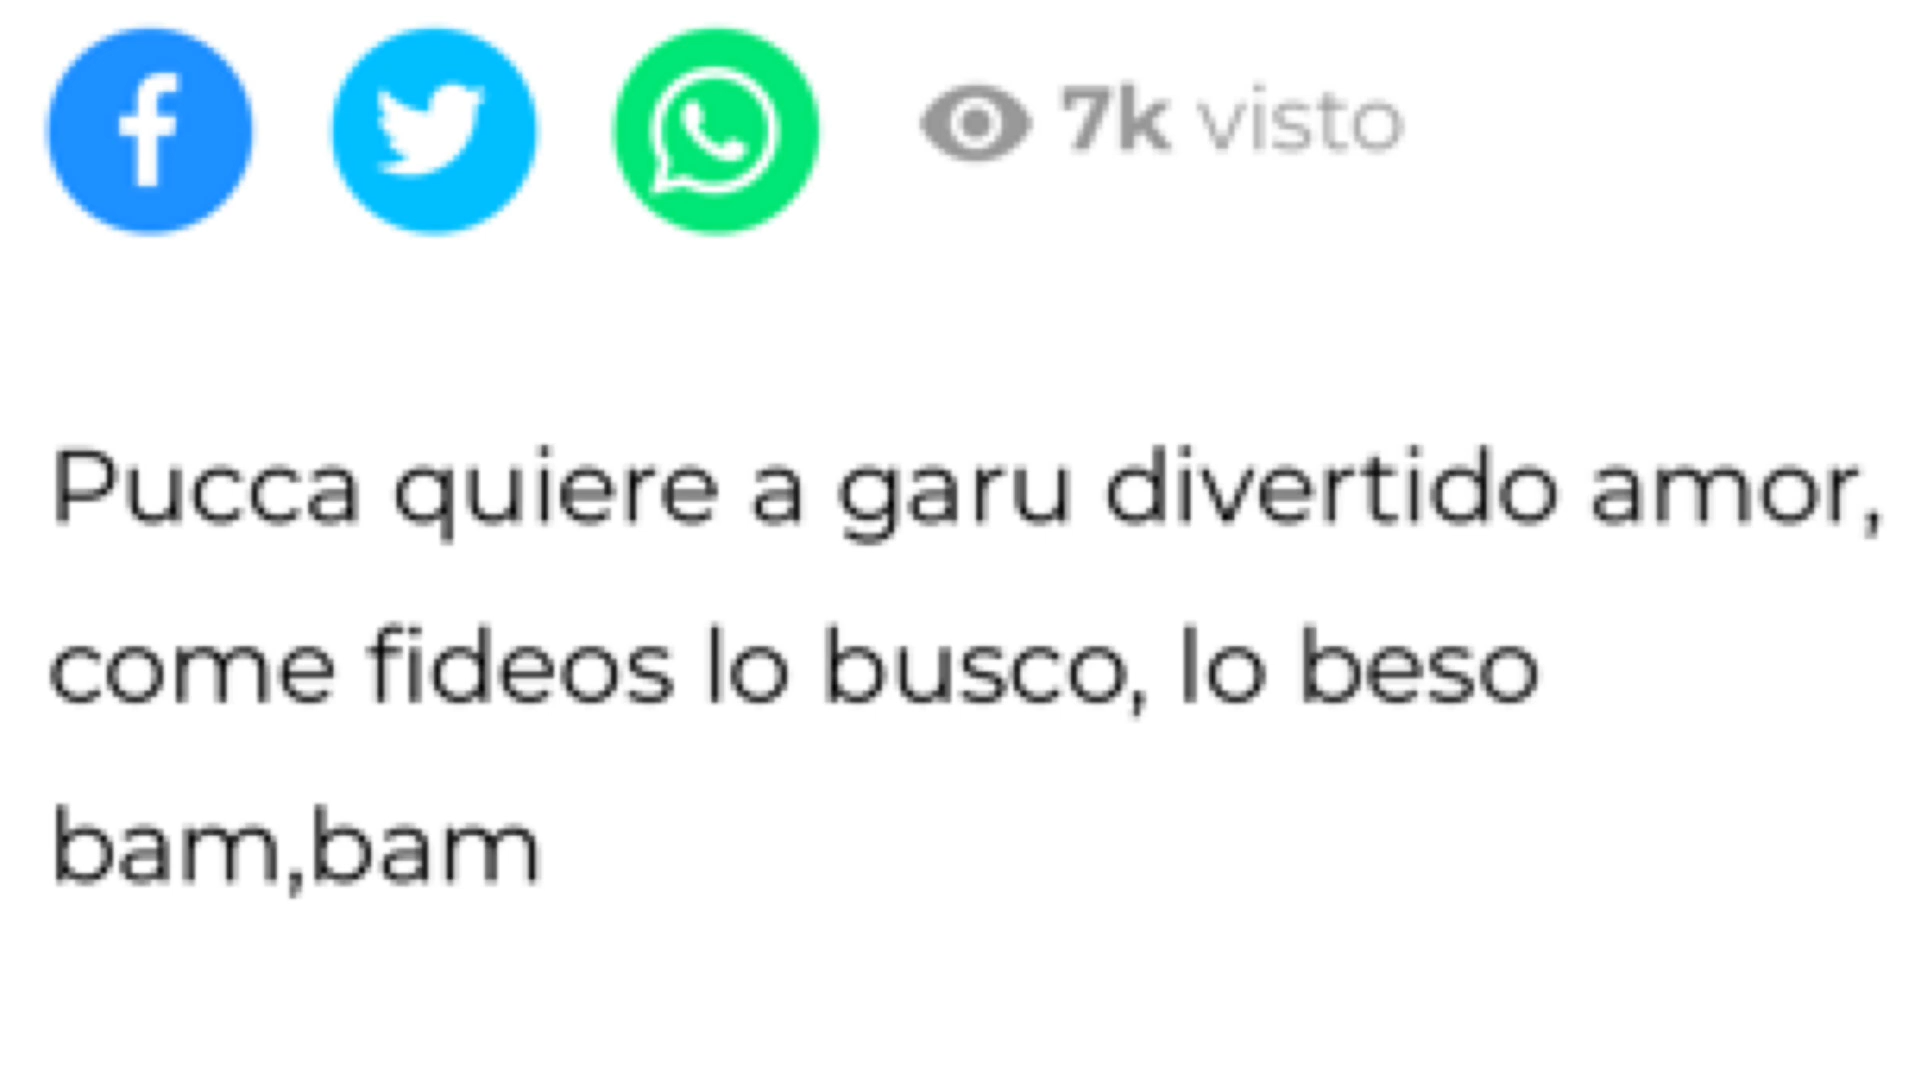 7k visto
Pucca quiere a garu divertido amor,
come fideos lo busco, lo beso
bam,bam